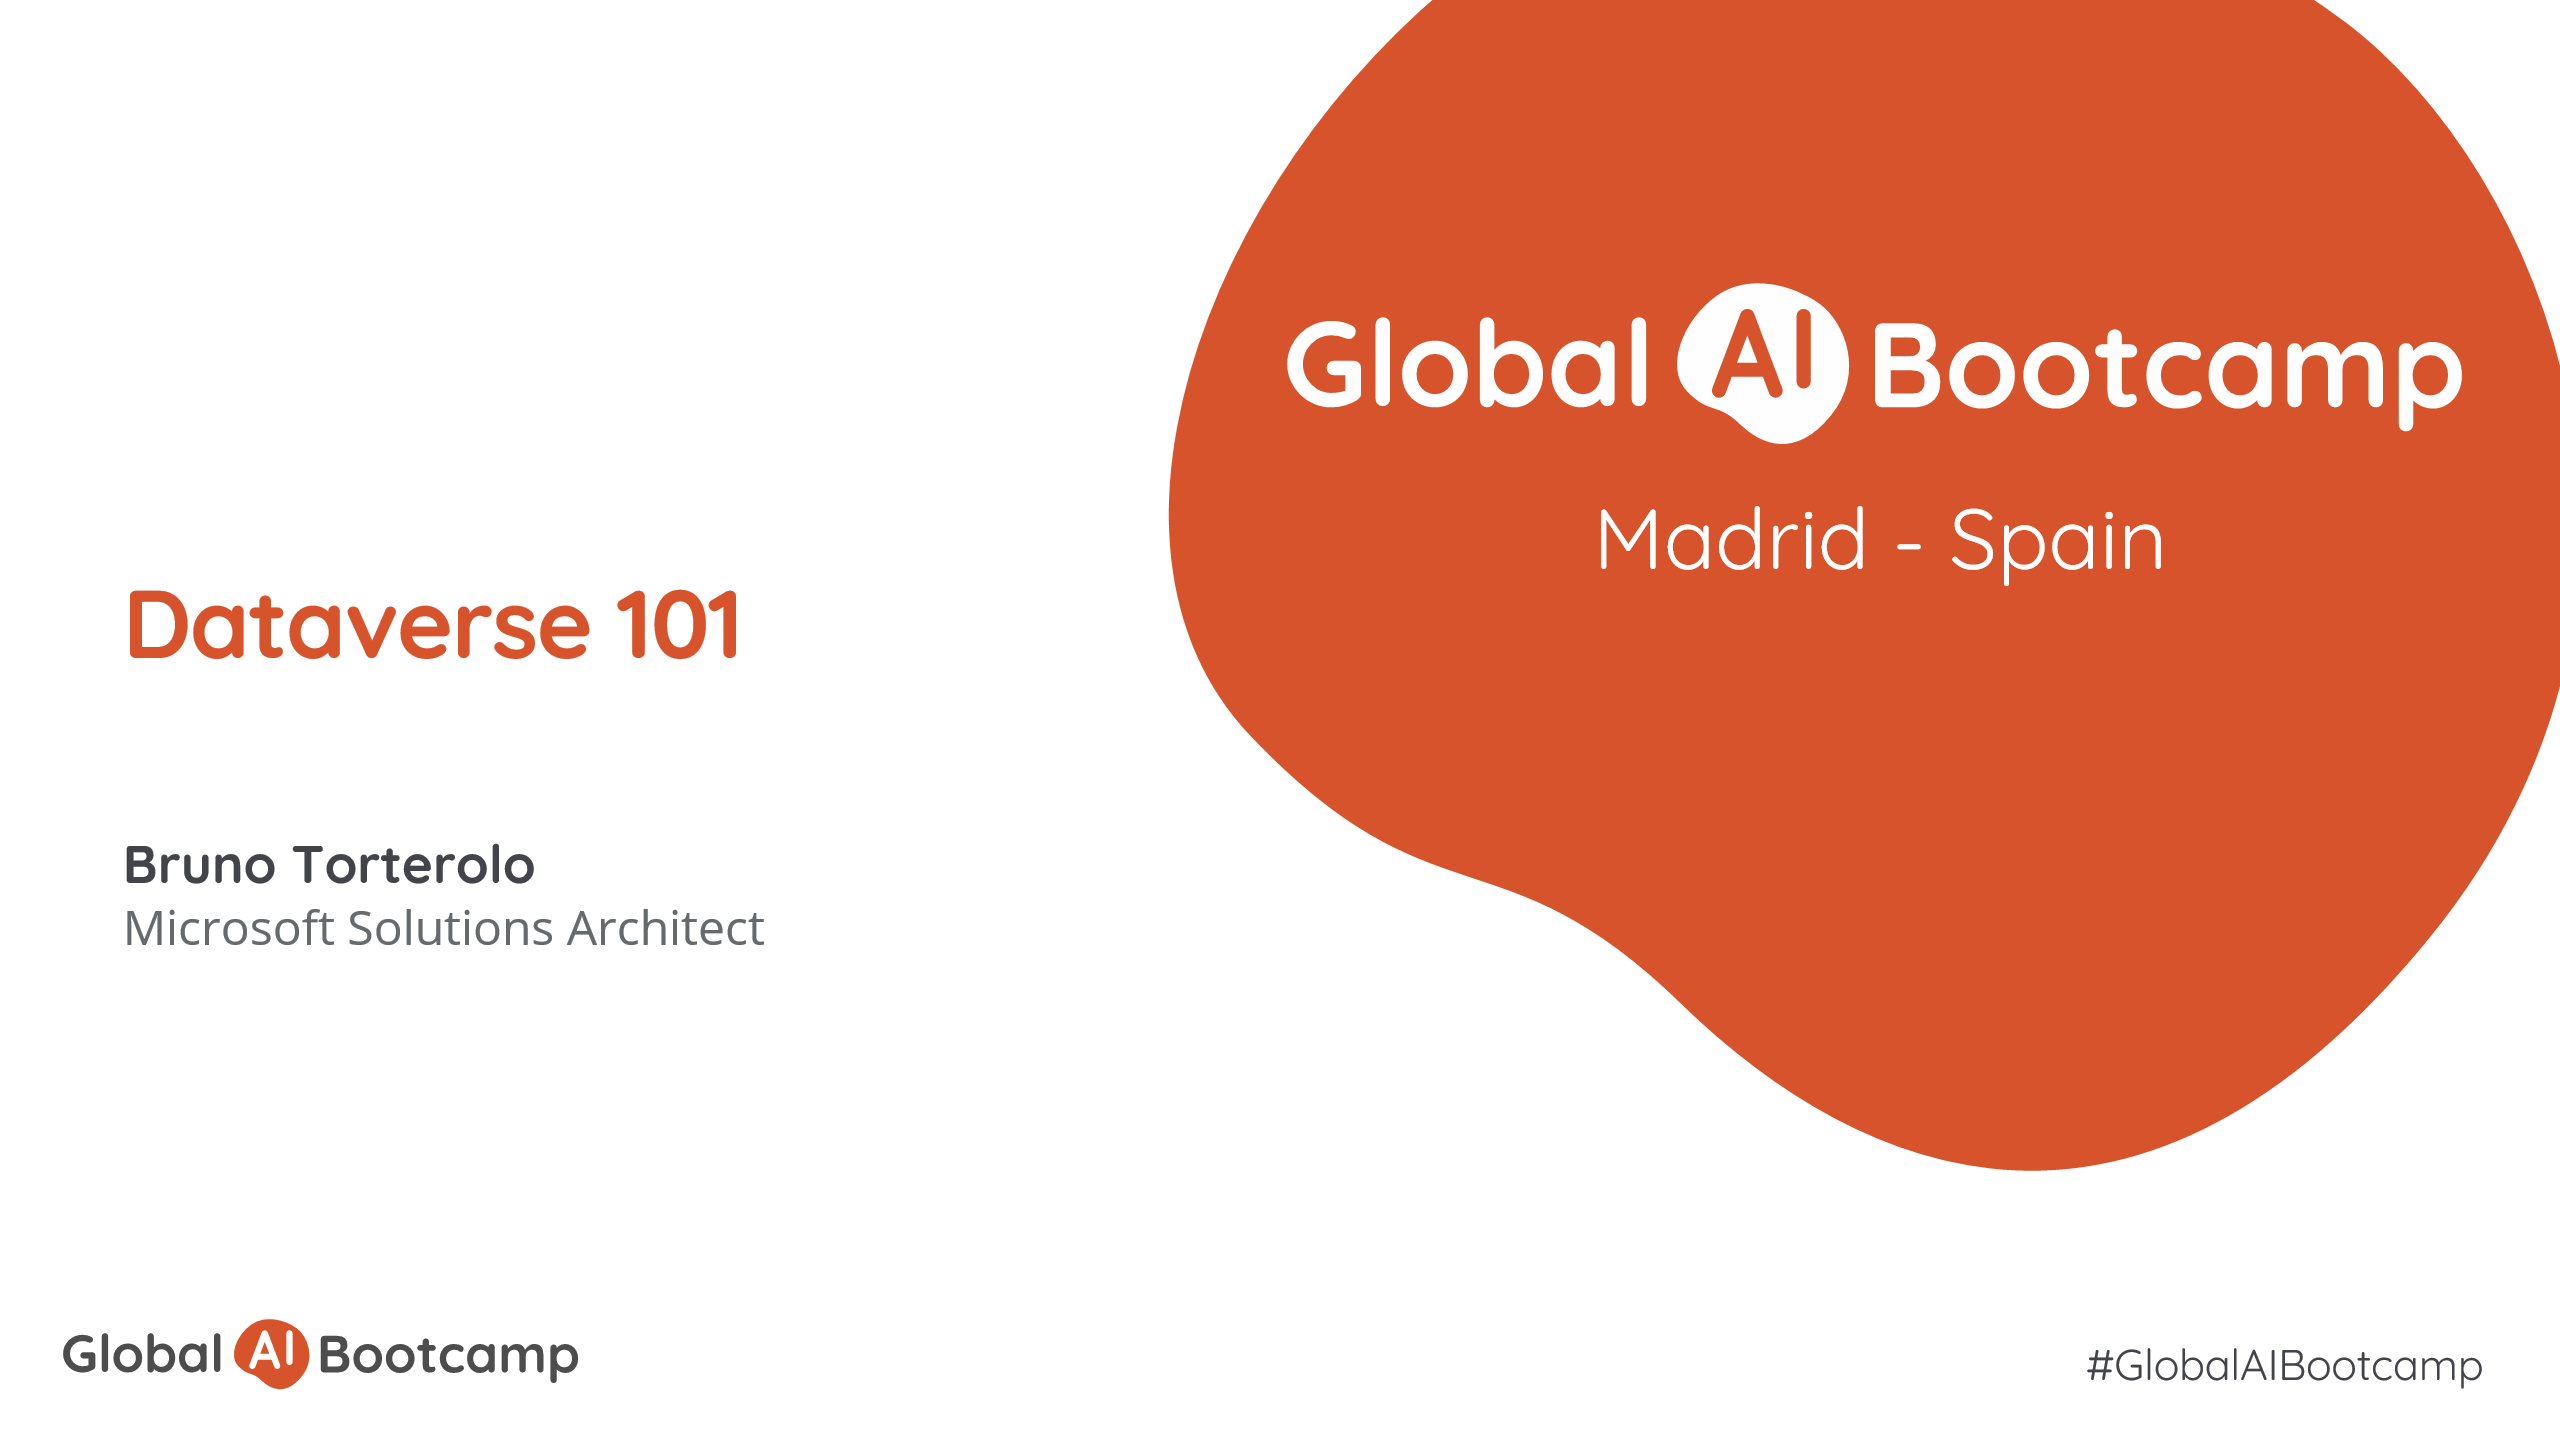 Global AI Bootcamp
Madrid - Spain
Dataverse 101
Bruno Torterolo
Microsoft Solutions Architect
Global AI Bootcamp
#GlobalAIBootcamp